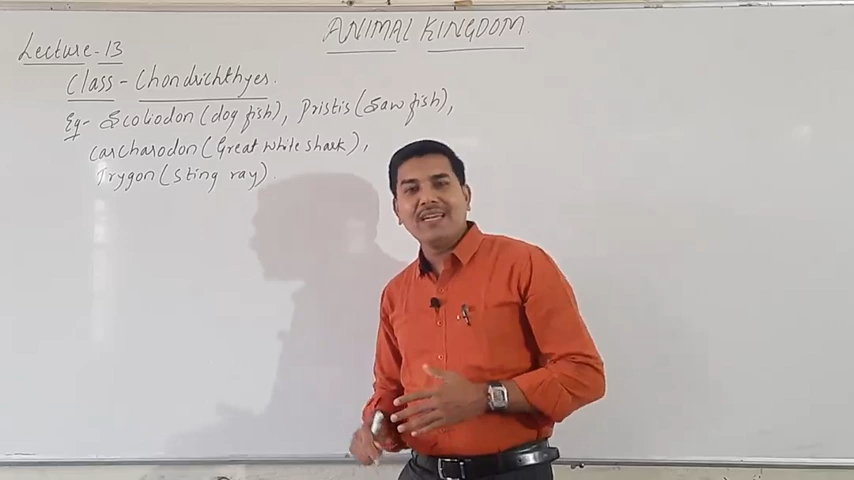 ANIMAL KINGDOM
Lecture-13
Class - Chondrichthyes.
Eg- Scoliodon (dog fish), Pristis (Saw fish),
Carcharodon (Great white shark),
Trygon (Sting ray).